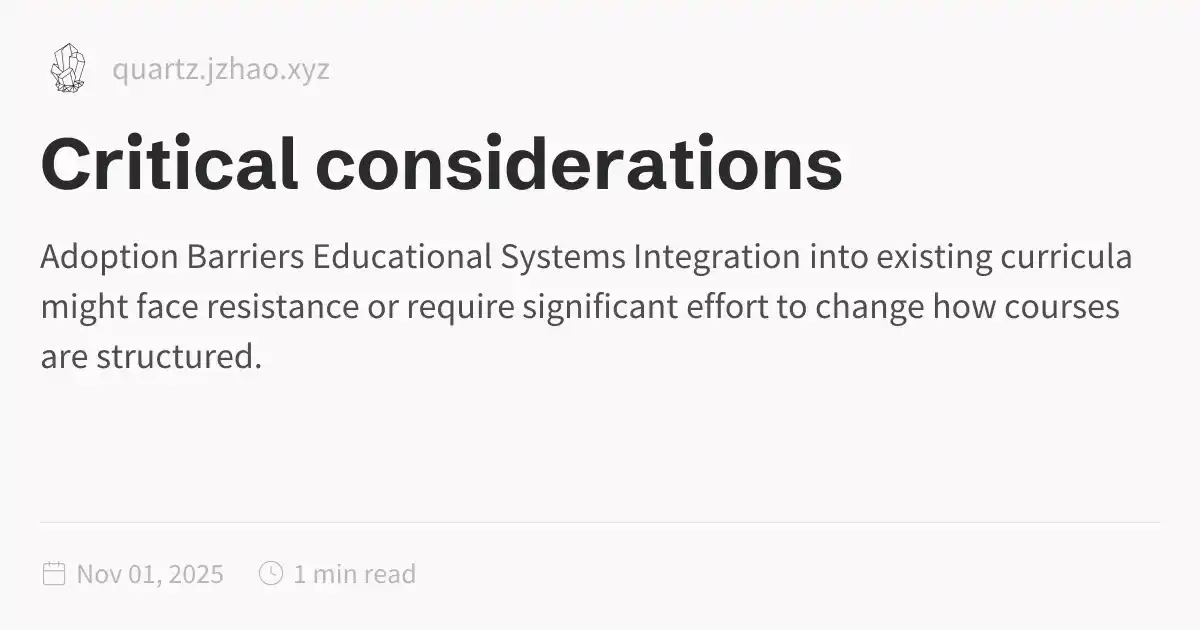 quartz.jzhao.xyz
Critical considerations
Adoption Barriers Educational Systems Integration into existing curricula
might face resistance or require significant effort to change how courses
are structured.
Nov 01, 2025 1 min read